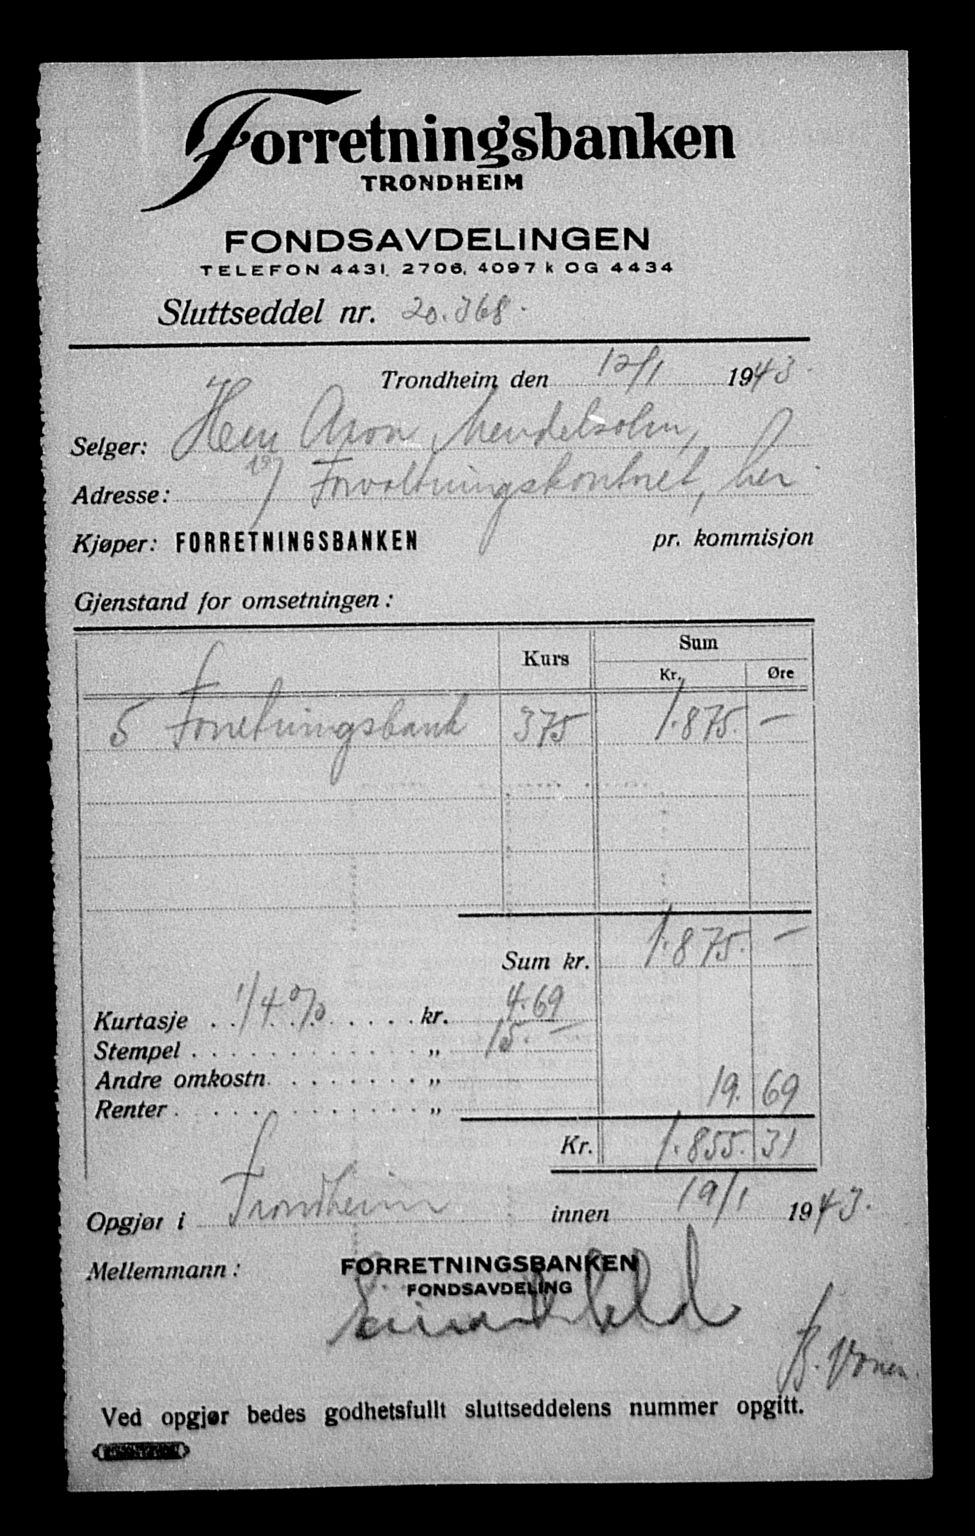 Forretningsbanken
TRONDHEIM
FONDSAVDELINGEN
TELEFON 4431, 2706, 4097 k OG 4434
Sluttseddel nr. 20.368.
Trondheim den 12/1 1943.
Selger: Herr Aron Mendelsohn,
Adresse: Forvaltningskontoret, her.
Kjøper: FORRETNINGSBANKEN pr. kommisjon
Gjenstand for omsetningen:
Kurs Sum
Kr. Øre
5 Forretningsbank 375 1.875. —
Sum kr. 1.875. —
Kurtasje 1/4 % kr. 4.69
Stempel „ 15. —
Andre omkostn. „
Renter „ 19. 69
Kr. 1.855. 31
Opgjør i Trondheim innen 19/1 1943.
Mellemmann: FORRETNINGSBANKEN
FONDSAVDELING
Ved opgjør bedes godhetsfullt sluttseddelens nummer opgitt.